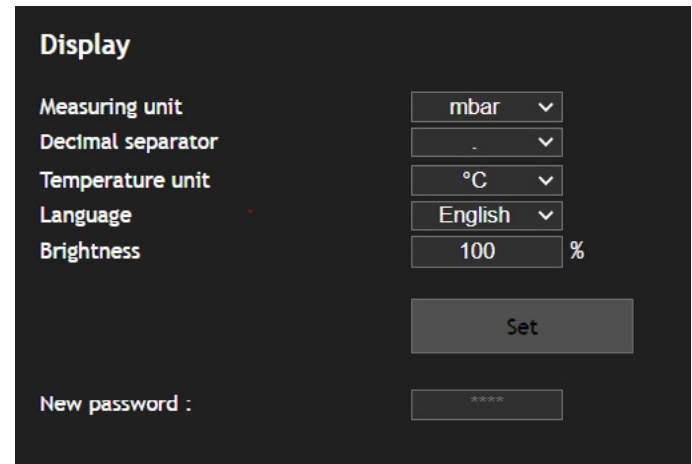 Display
Measuring unit mbar
Decimal separator .
Temperature unit °C
Language English
Brightness 100 %
Set
New password : ****